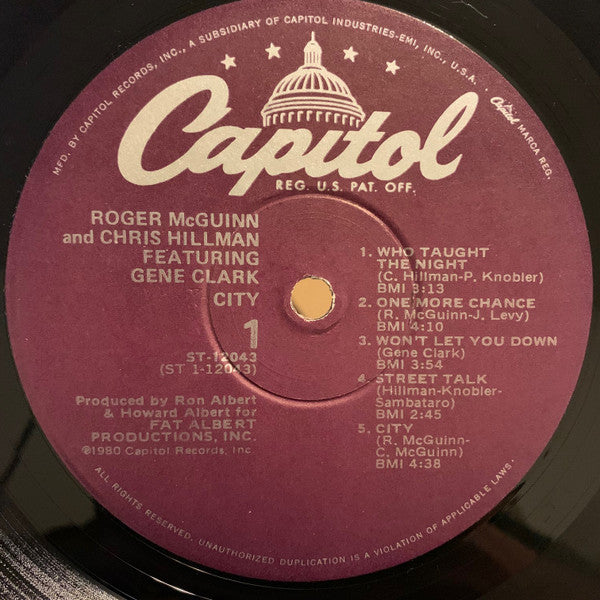 MFD. BY CAPITOL RECORDS, INC., A SUBSIDIARY OF CAPITOL INDUSTRIES-EMI, INC., U.S.A. . Capitol MARCA REG.
Capitol
REG. U.S. PAT. OFF.
ROGER McGUINN
and CHRIS HILLMAN
FEATURING
GENE CLARK
CITY
1
ST-12043
(ST 1-12043)
Produced by Ron Albert
& Howard Albert for
FAT ALBERT
PRODUCTIONS, INC.
℗1980 Capitol Records, Inc
1. WHO TAUGHT
THE NIGHT
(C. Hillman-P. Knobler)
BMI 3:13
2. ONE MORE CHANCE
(R. McGuinn-J. Levy)
BMI 4:10
3. WON'T LET YOU DOWN
(Gene Clark)
BMI 3:54
4. STREET TALK
(Hillman-Knobler-
Sambataro)
BMI 2:45
5. CITY
(R. McGuinn-
C. McGuinn)
BMI 4:38
ALL RIGHTS RESERVED. UNAUTHORIZED DUPLICATION IS A VIOLATION OF APPLICABLE LAWS.